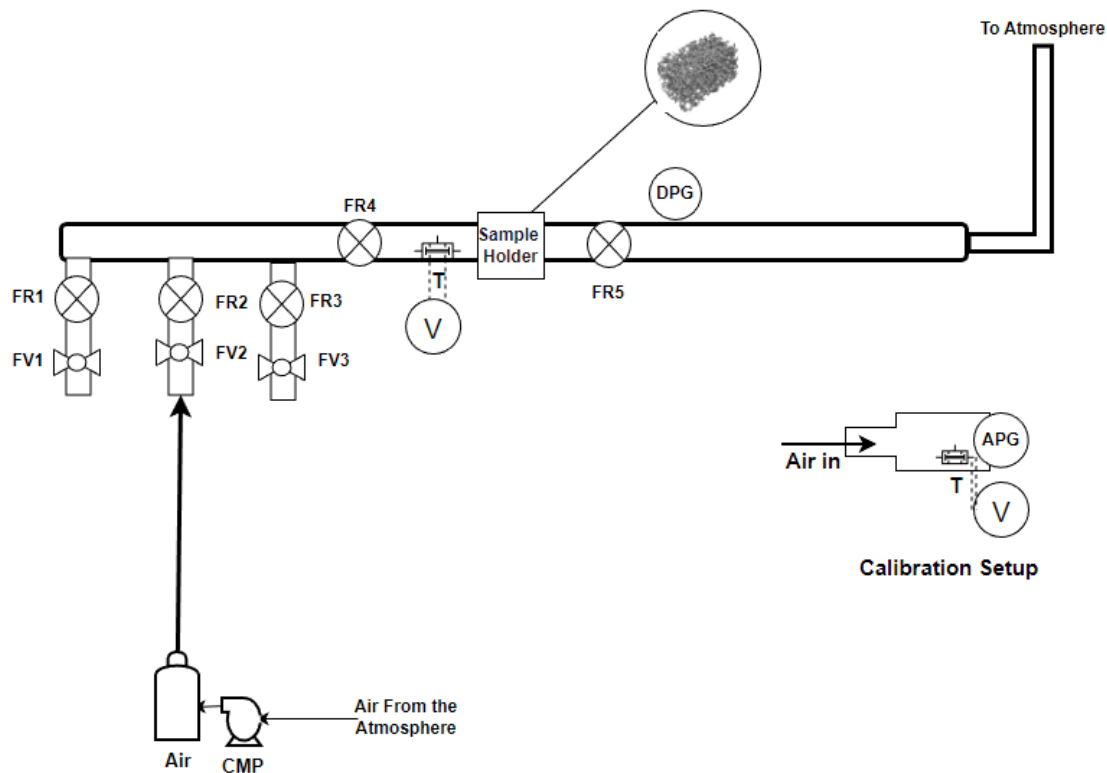 To Atmosphere
DPG
FR4
Sample
Holder
T
FR5
V
FR1
FR2
FR3
FV1
FV2
FV3
APG
Air in
T
V
Calibration Setup
Air From the
Atmosphere
Air
CMP